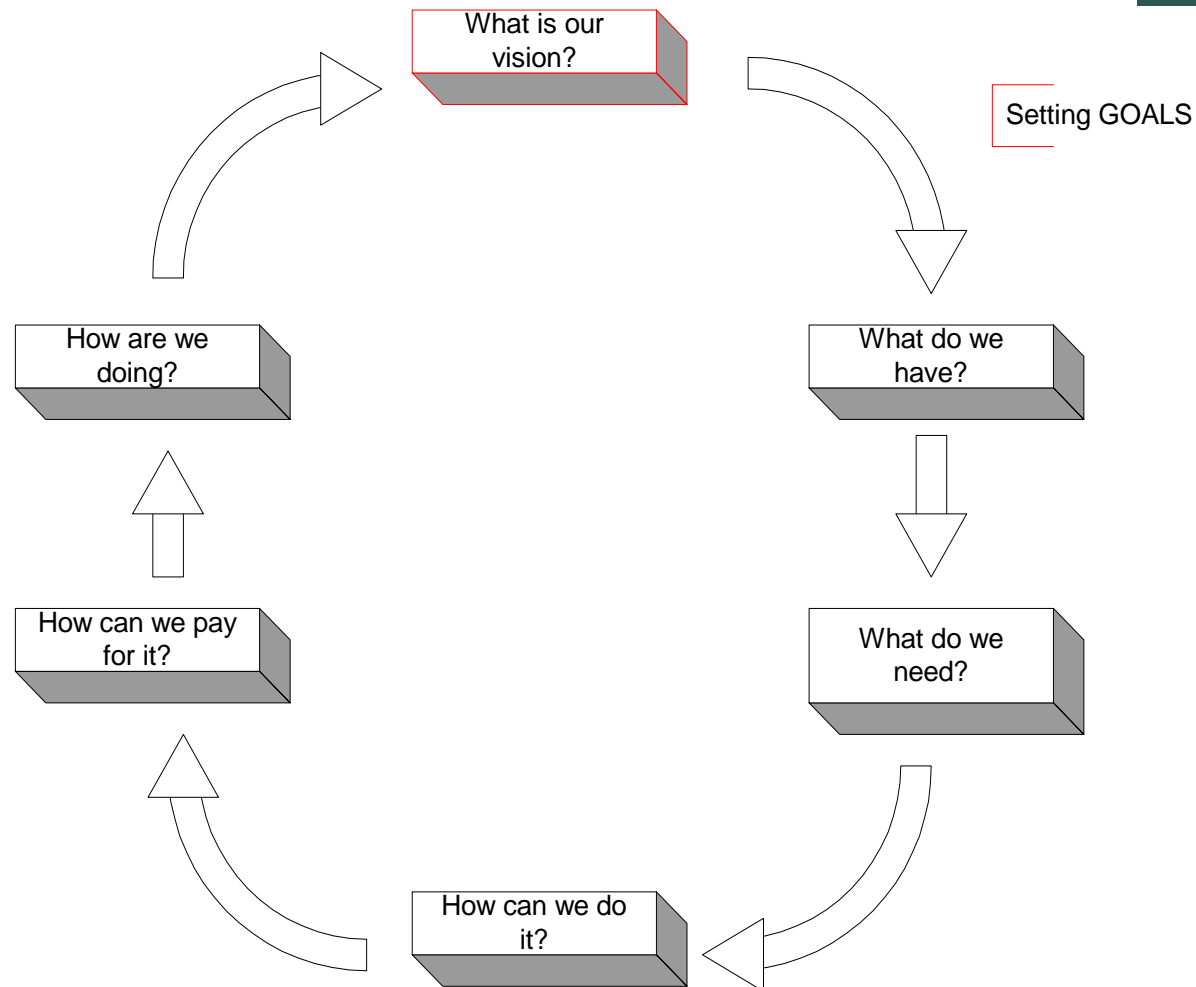 What is our
vision?
Setting GOALS
What do we
have?
What do we
need?
How can we do
it?
How can we pay
for it?
How are we
doing?